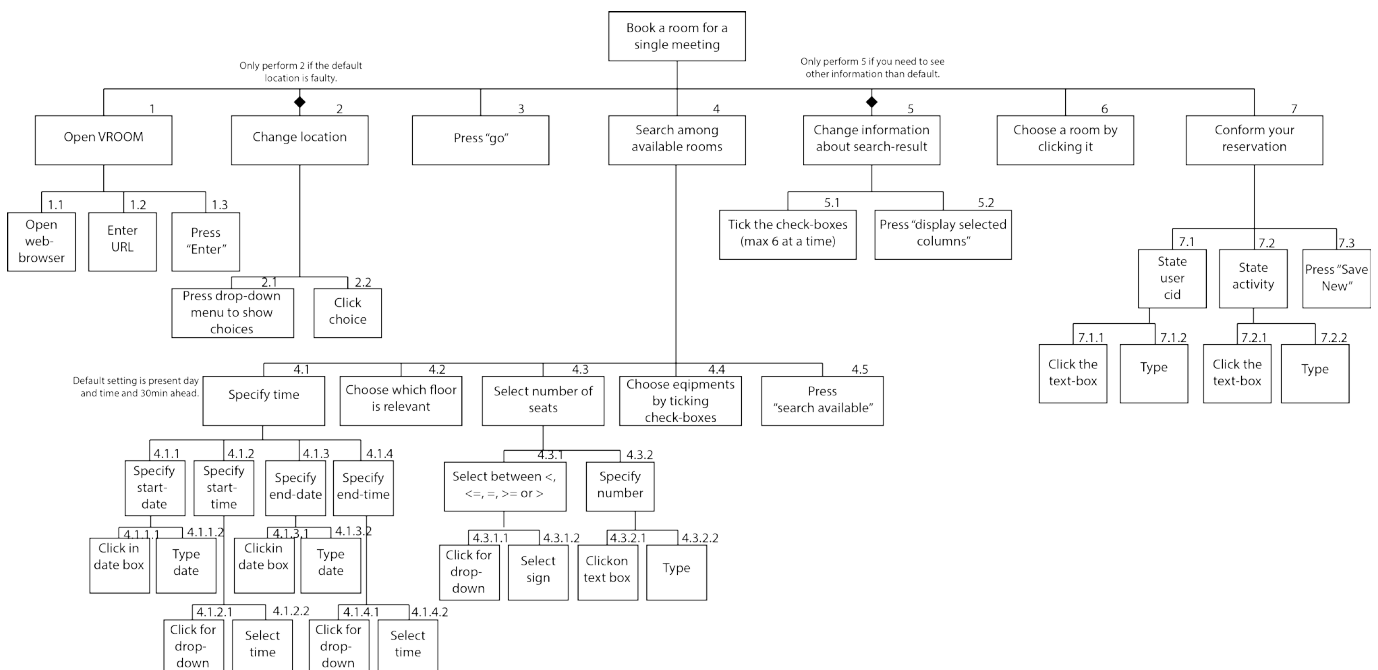 Book a room for a
single meeting
Only perform 2 if the default
location is faulty.
Only perform 5 if you need to see
other information than default.
1
Open VROOM
2
Change location
3
Press “go”
4
Search among
available rooms
5
Change information
about search-result
6
Choose a room by
clicking it
7
Conform your
reservation
1.1
Open
web-
browser
1.2
Enter
URL
1.3
Press
“Enter”
2.1
Press drop-down
menu to show
choices
2.2
Click
choice
5.1
Tick the check-boxes
(max 6 at a time)
5.2
Press “display selected
columns”
7.1
State
user
cid
7.2
State
activity
7.3
Press “Save
New”
7.1.1
Click the
text-box
7.1.2
Type
7.2.1
Click the
text-box
7.2.2
Type
Default setting is present day
and time and 30min ahead.
4.1
Specify time
4.2
Choose which floor
is relevant
4.3
Select number of
seats
4.4
Choose eqipments
by ticking
check-boxes
4.5
Press
“search available”
4.1.1
Specify
start-
date
4.1.2
Specify
start-
time
4.1.3
Specify
end-date
4.1.4
Specify
end-time
4.3.1
Select between <,
<=, =, >= or >
4.3.2
Specify
number
4.1.1.1
Click in
date box
4.1.1.2
Type
date
4.1.3.1
Clickin
date box
4.1.3.2
Type
date
4.3.1.1
Click for
drop-
down
4.3.1.2
Select
sign
4.3.2.1
Clickon
text box
4.3.2.2
Type
4.1.2.1
Click for
drop-
down
4.1.2.2
Select
time
4.1.4.1
Click for
drop-
down
4.1.4.2
Select
time